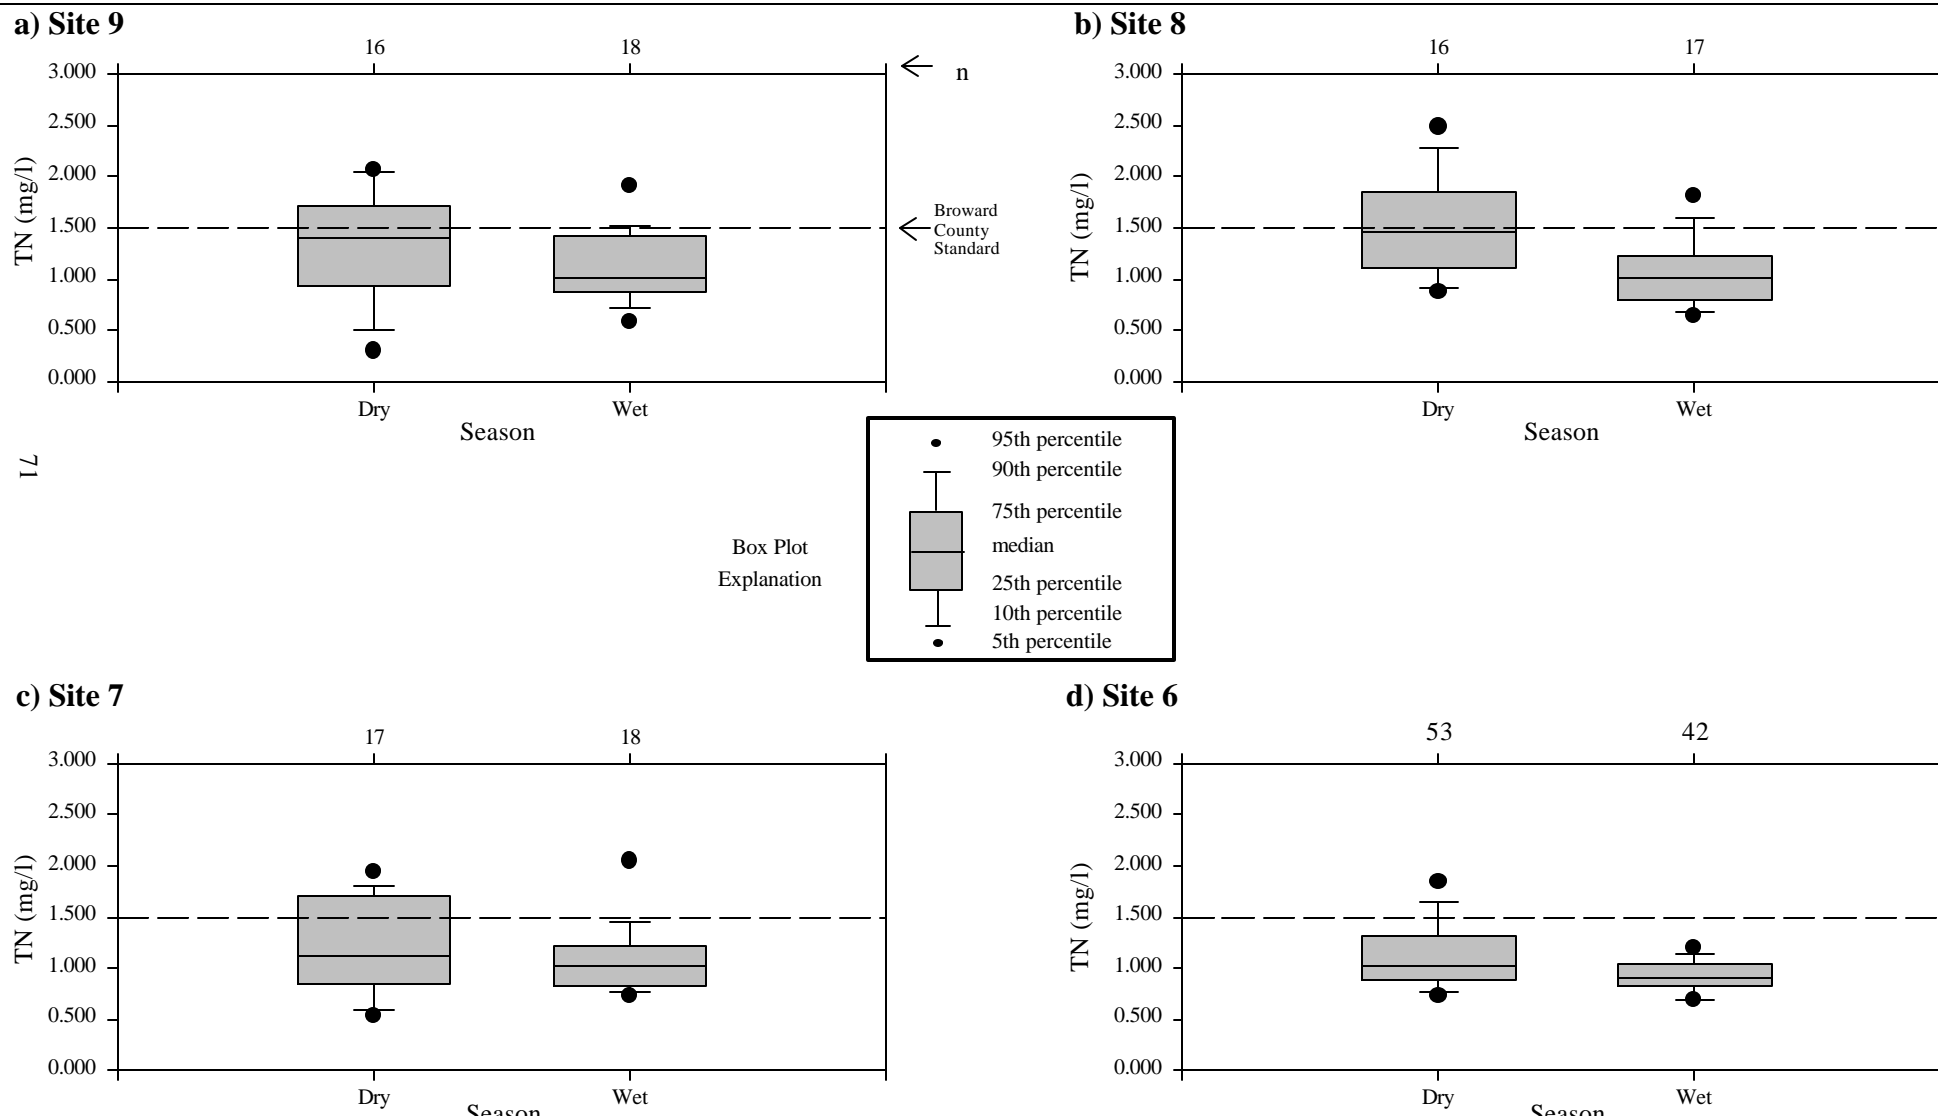 a) Site 9
16 18
n
3.000
2.500
2.000
1.500
1.000
0.500
0.000
TN (mg/l)
Broward
County
Standard
Dry Wet
Season
b) Site 8
16 17
3.000
2.500
2.000
1.500
1.000
0.500
0.000
TN (mg/l)
Dry Wet
Season
71
Box Plot
Explanation
95th percentile
90th percentile
75th percentile
median
25th percentile
10th percentile
5th percentile
c) Site 7
17 18
3.000
2.500
2.000
1.500
1.000
0.500
0.000
TN (mg/l)
Dry Wet
Season
d) Site 6
53 42
3.000
2.500
2.000
1.500
1.000
0.500
0.000
TN (mg/l)
Dry Wet
Season